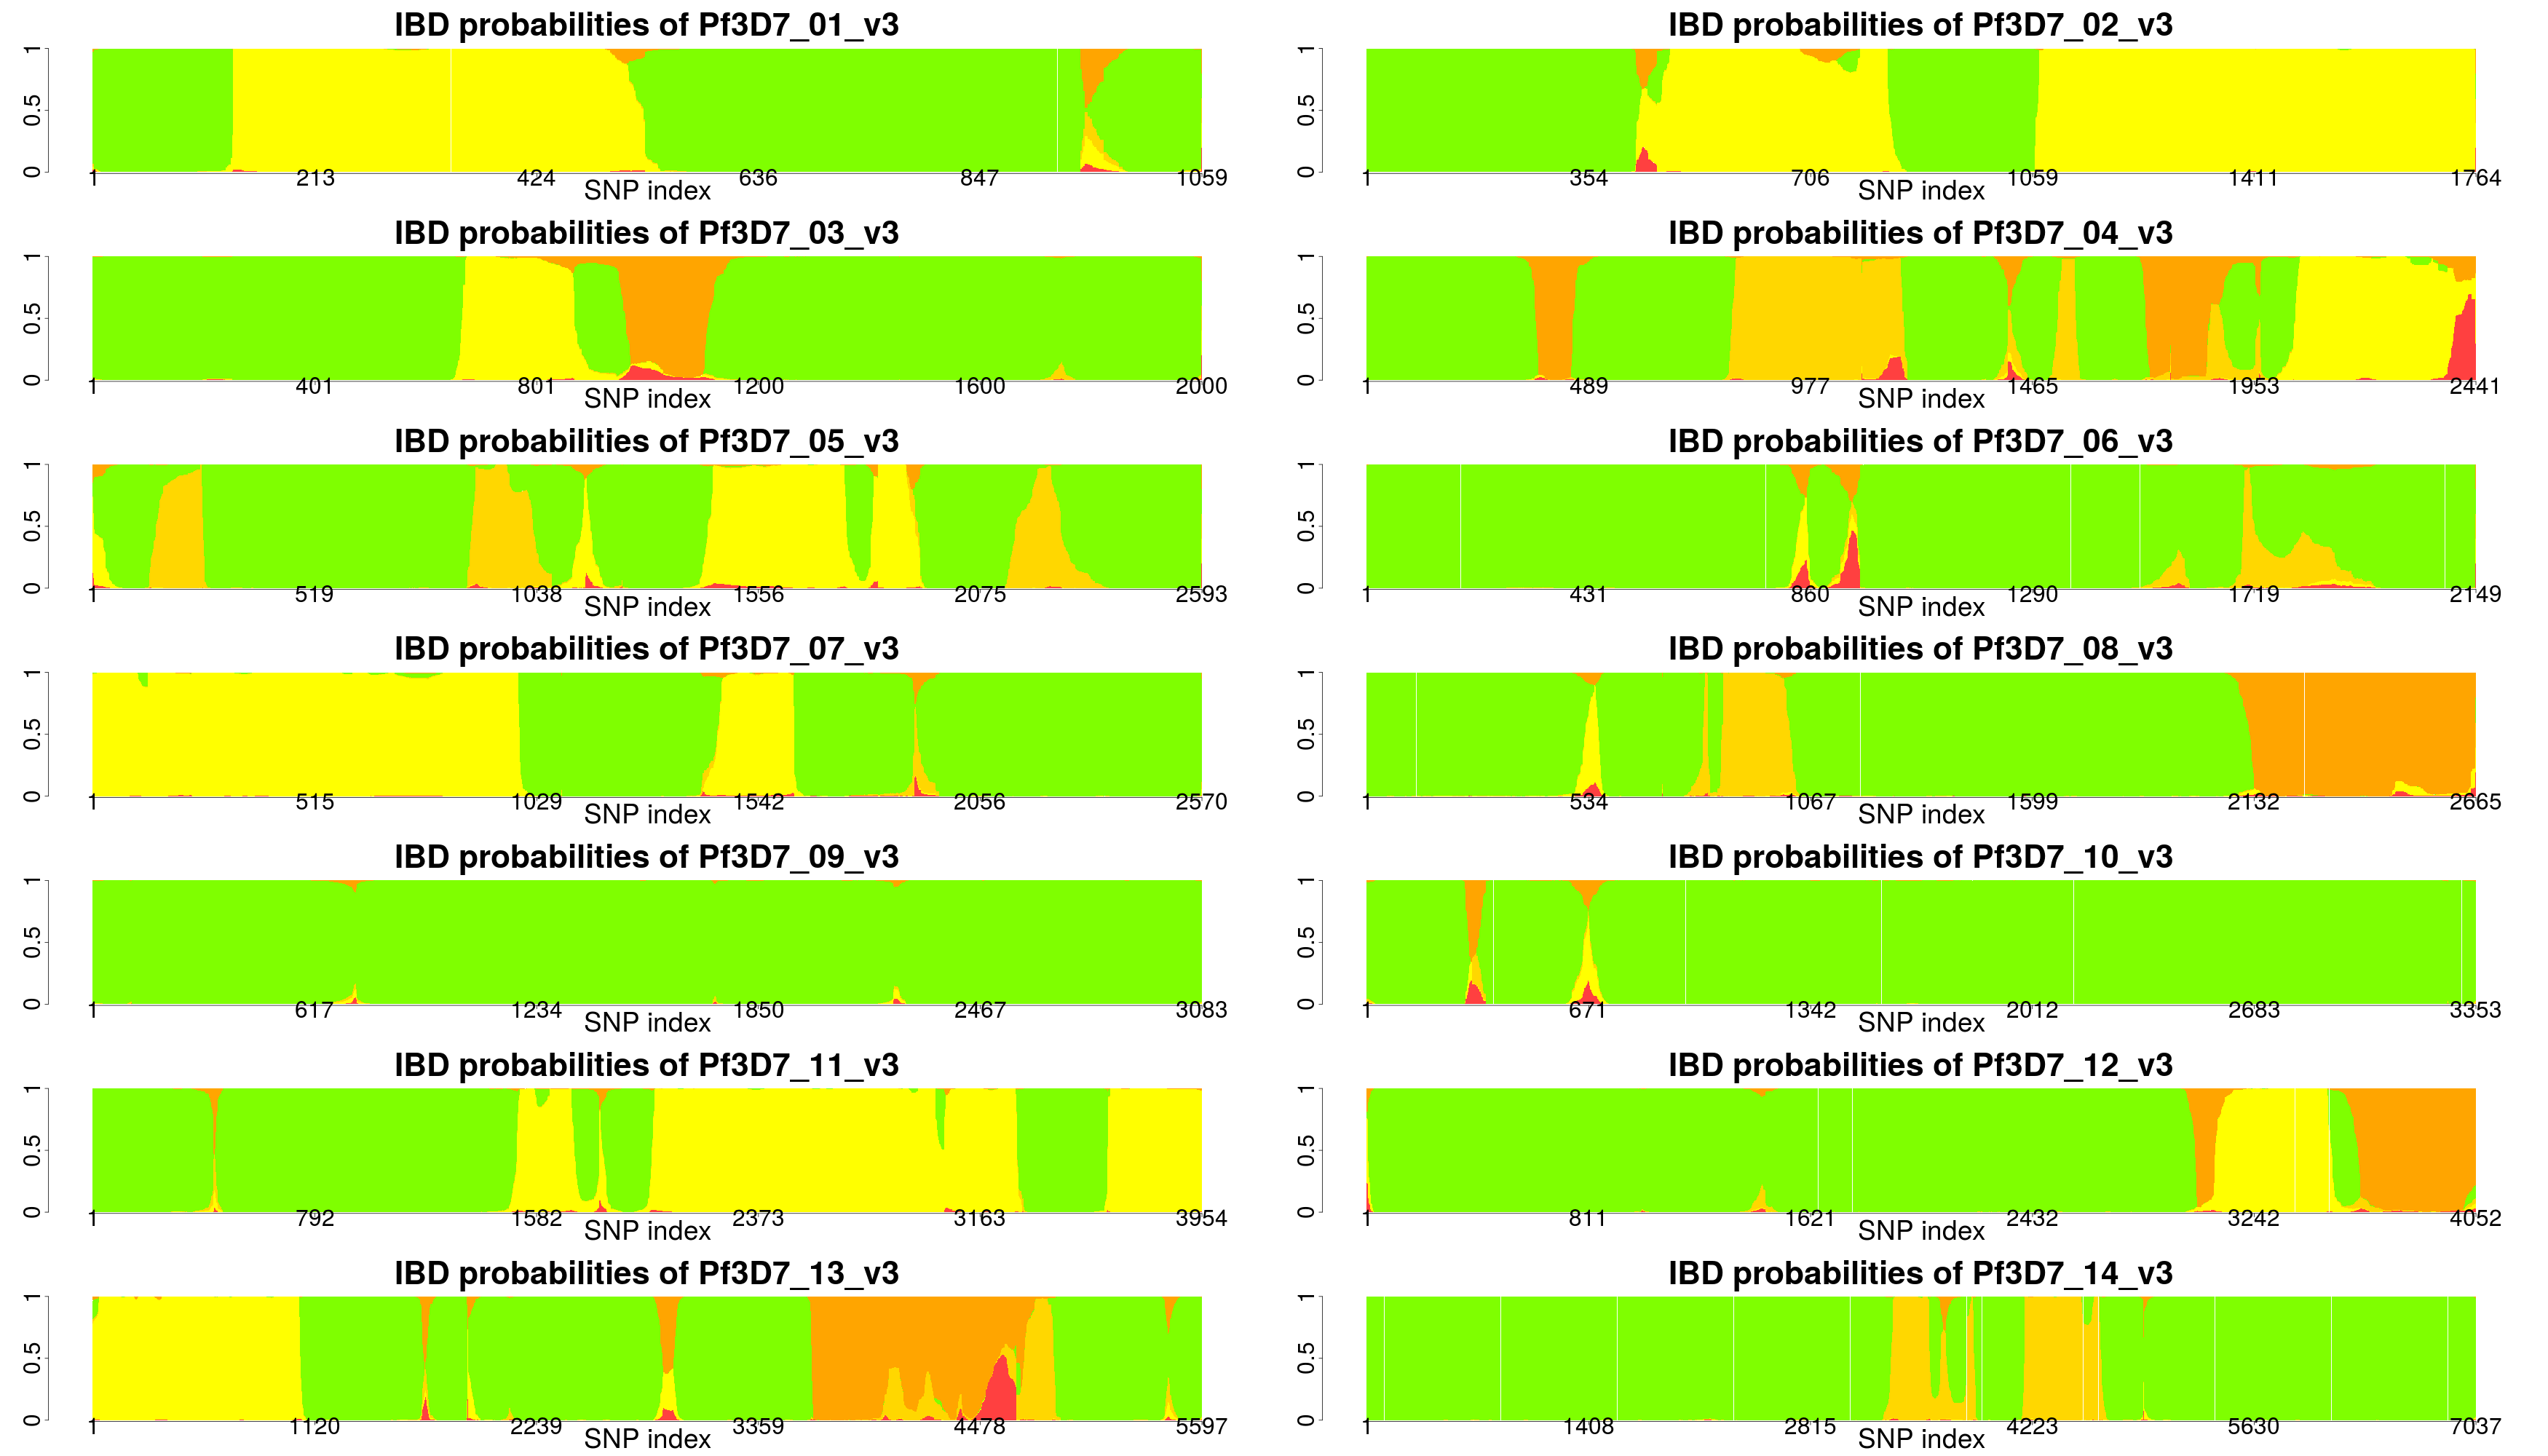 IBD probabilities of Pf3D7_01_v3
0 0.5 1
1 213 424 636 847 1059
SNP index
IBD probabilities of Pf3D7_02_v3
0 0.5 1
1 354 706 1059 1411 1764
SNP index
IBD probabilities of Pf3D7_03_v3
0 0.5 1
1 401 801 1200 1600 2000
SNP index
IBD probabilities of Pf3D7_04_v3
0 0.5 1
1 489 977 1465 1953 2441
SNP index
IBD probabilities of Pf3D7_05_v3
0 0.5 1
1 519 1038 1556 2075 2593
SNP index
IBD probabilities of Pf3D7_06_v3
0 0.5 1
1 431 860 1290 1719 2149
SNP index
IBD probabilities of Pf3D7_07_v3
0 0.5 1
1 515 1029 1542 2056 2570
SNP index
IBD probabilities of Pf3D7_08_v3
0 0.5 1
1 534 1067 1599 2132 2665
SNP index
IBD probabilities of Pf3D7_09_v3
0 0.5 1
1 617 1234 1850 2467 3083
SNP index
IBD probabilities of Pf3D7_10_v3
0 0.5 1
1 671 1342 2012 2683 3353
SNP index
IBD probabilities of Pf3D7_11_v3
0 0.5 1
1 792 1582 2373 3163 3954
SNP index
IBD probabilities of Pf3D7_12_v3
0 0.5 1
1 811 1621 2432 3242 4052
SNP index
IBD probabilities of Pf3D7_13_v3
0 0.5 1
1 1120 2239 3359 4478 5597
SNP index
IBD probabilities of Pf3D7_14_v3
0 0.5 1
1 1408 2815 4223 5630 7037
SNP index